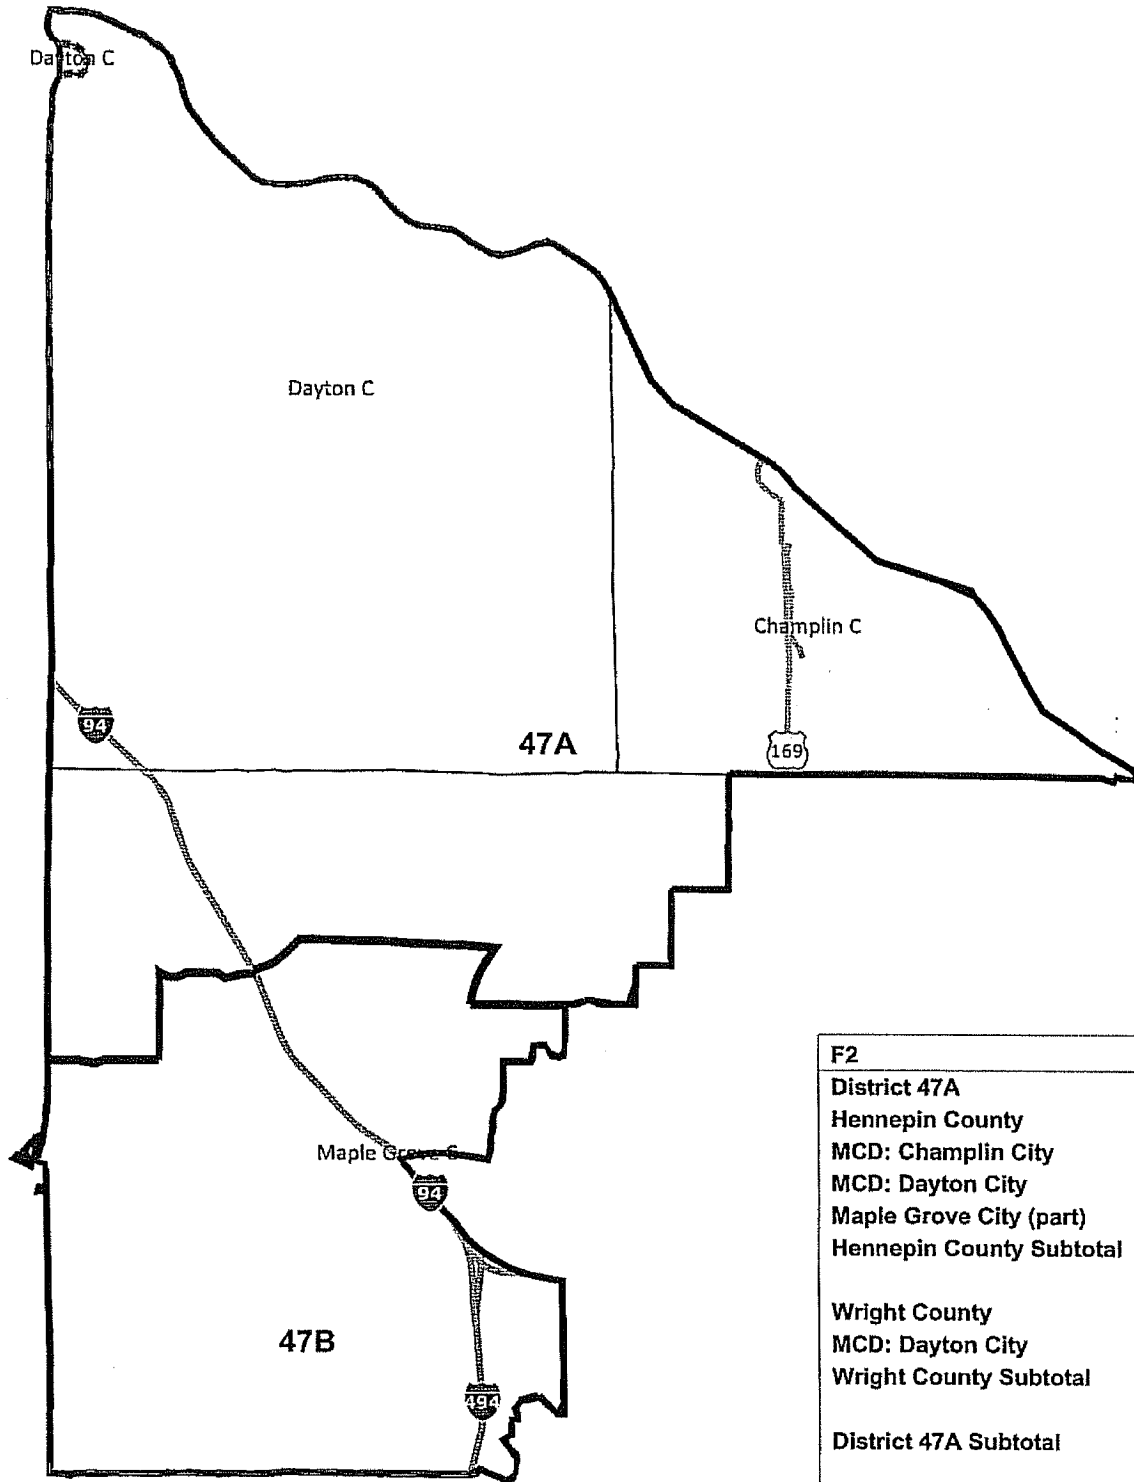 Dayton C
Dayton C
Champlin C
94
47A
169
Maple Grove C
94
47B
494
F2
District 47A
Hennepin County
MCD: Champlin City
MCD: Dayton City
Maple Grove City (part)
Hennepin County Subtotal
Wright County
MCD: Dayton City
Wright County Subtotal
District 47A Subtotal